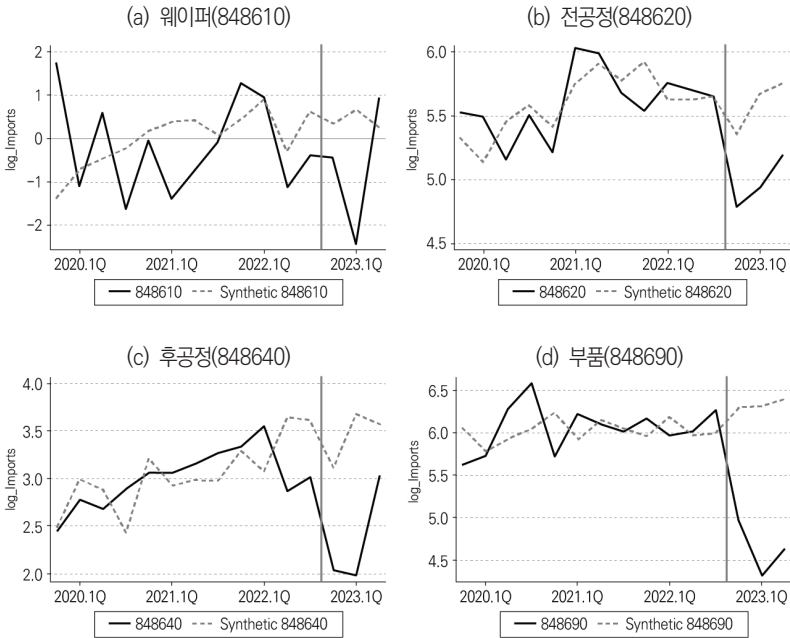 (a) 웨이퍼(848610)
2
1
0
−1
−2
log_Imports
2020.1Q 2021.1Q 2022.1Q 2023.1Q
848610 Synthetic 848610
(b) 전공정(848620)
6.0
5.5
5.0
4.5
log_Imports
2020.1Q 2021.1Q 2022.1Q 2023.1Q
848620 Synthetic 848620
(c) 후공정(848640)
4.0
3.5
3.0
2.5
2.0
log_Imports
2020.1Q 2021.1Q 2022.1Q 2023.1Q
848640 Synthetic 848640
(d) 부품(848690)
6.5
6.0
5.5
5.0
4.5
log_Imports
2020.1Q 2021.1Q 2022.1Q 2023.1Q
848690 Synthetic 848690